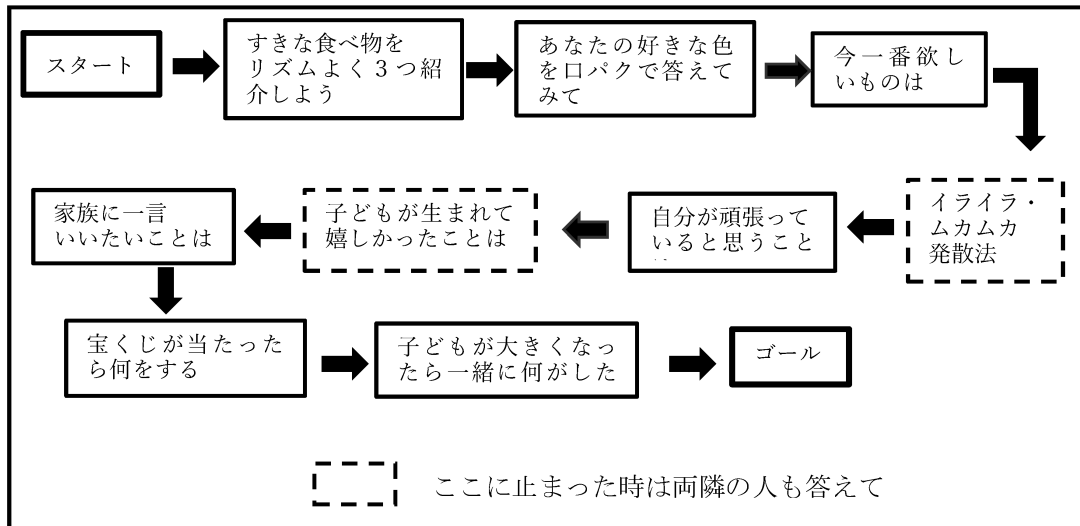 スタート
すきな食べ物を
リズムよく３つ紹
介しよう
あなたの好きな色
を口パクで答えて
みて
今一番欲し
いものは
イライラ・
ムカムカ
発散法
自分が頑張って
いると思うこと
子どもが生まれて
嬉しかったことは
家族に一言
いいたいことは
宝くじが当たった
ら何をする
子どもが大きくなっ
たら一緒に何がした
ゴール
ここに止まった時は両隣の人も答えて